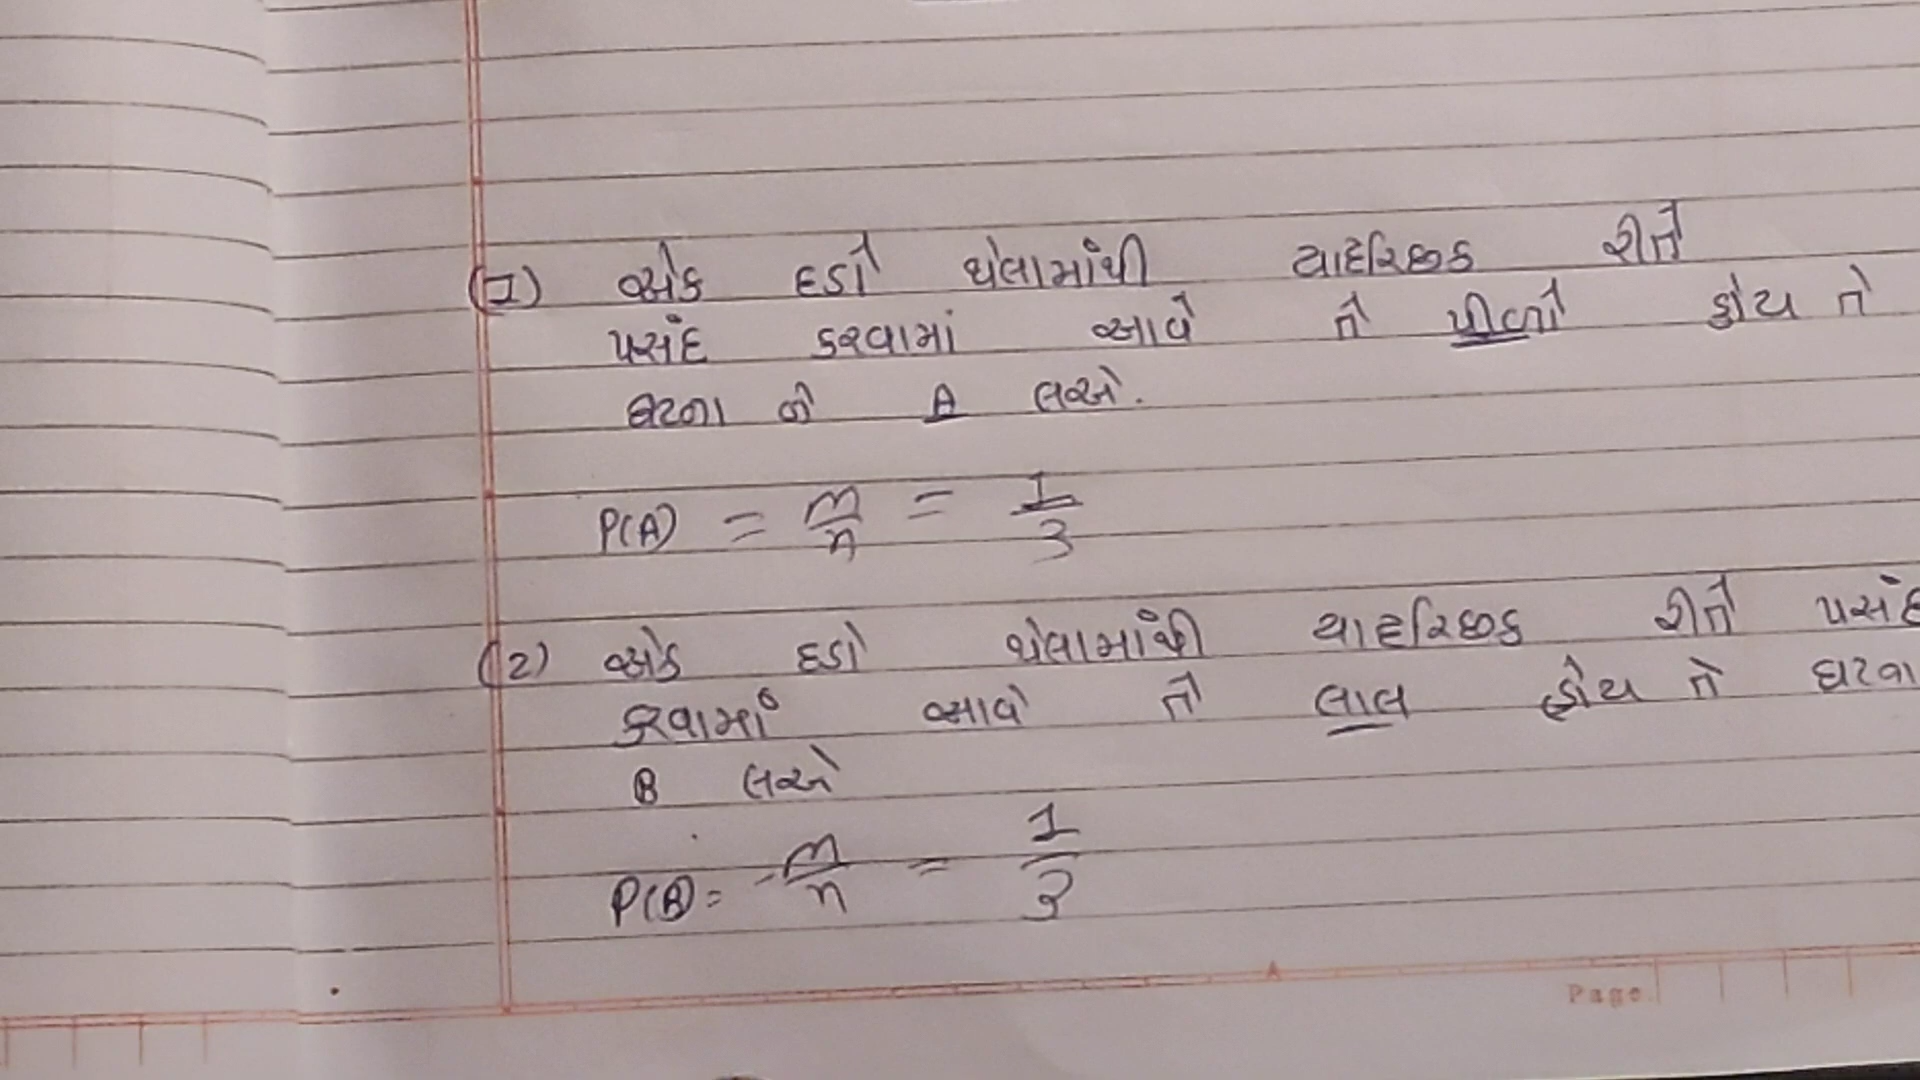 (1) એક દડો થેલામાંથી યાદૃચ્છિક રીતે
પસંદ કરવામાં આવે તો પીળો હોય તે
ઘટના ને A લઈએ.
P(A) = m/n = 1/3
(2) એક દડો થેલામાંથી યાદૃચ્છિક રીતે પસંદ
કરવામાં આવે તો લાલ હોય તે ઘટના
B લઈએ
P(B) = m/n = 1/3
Page.